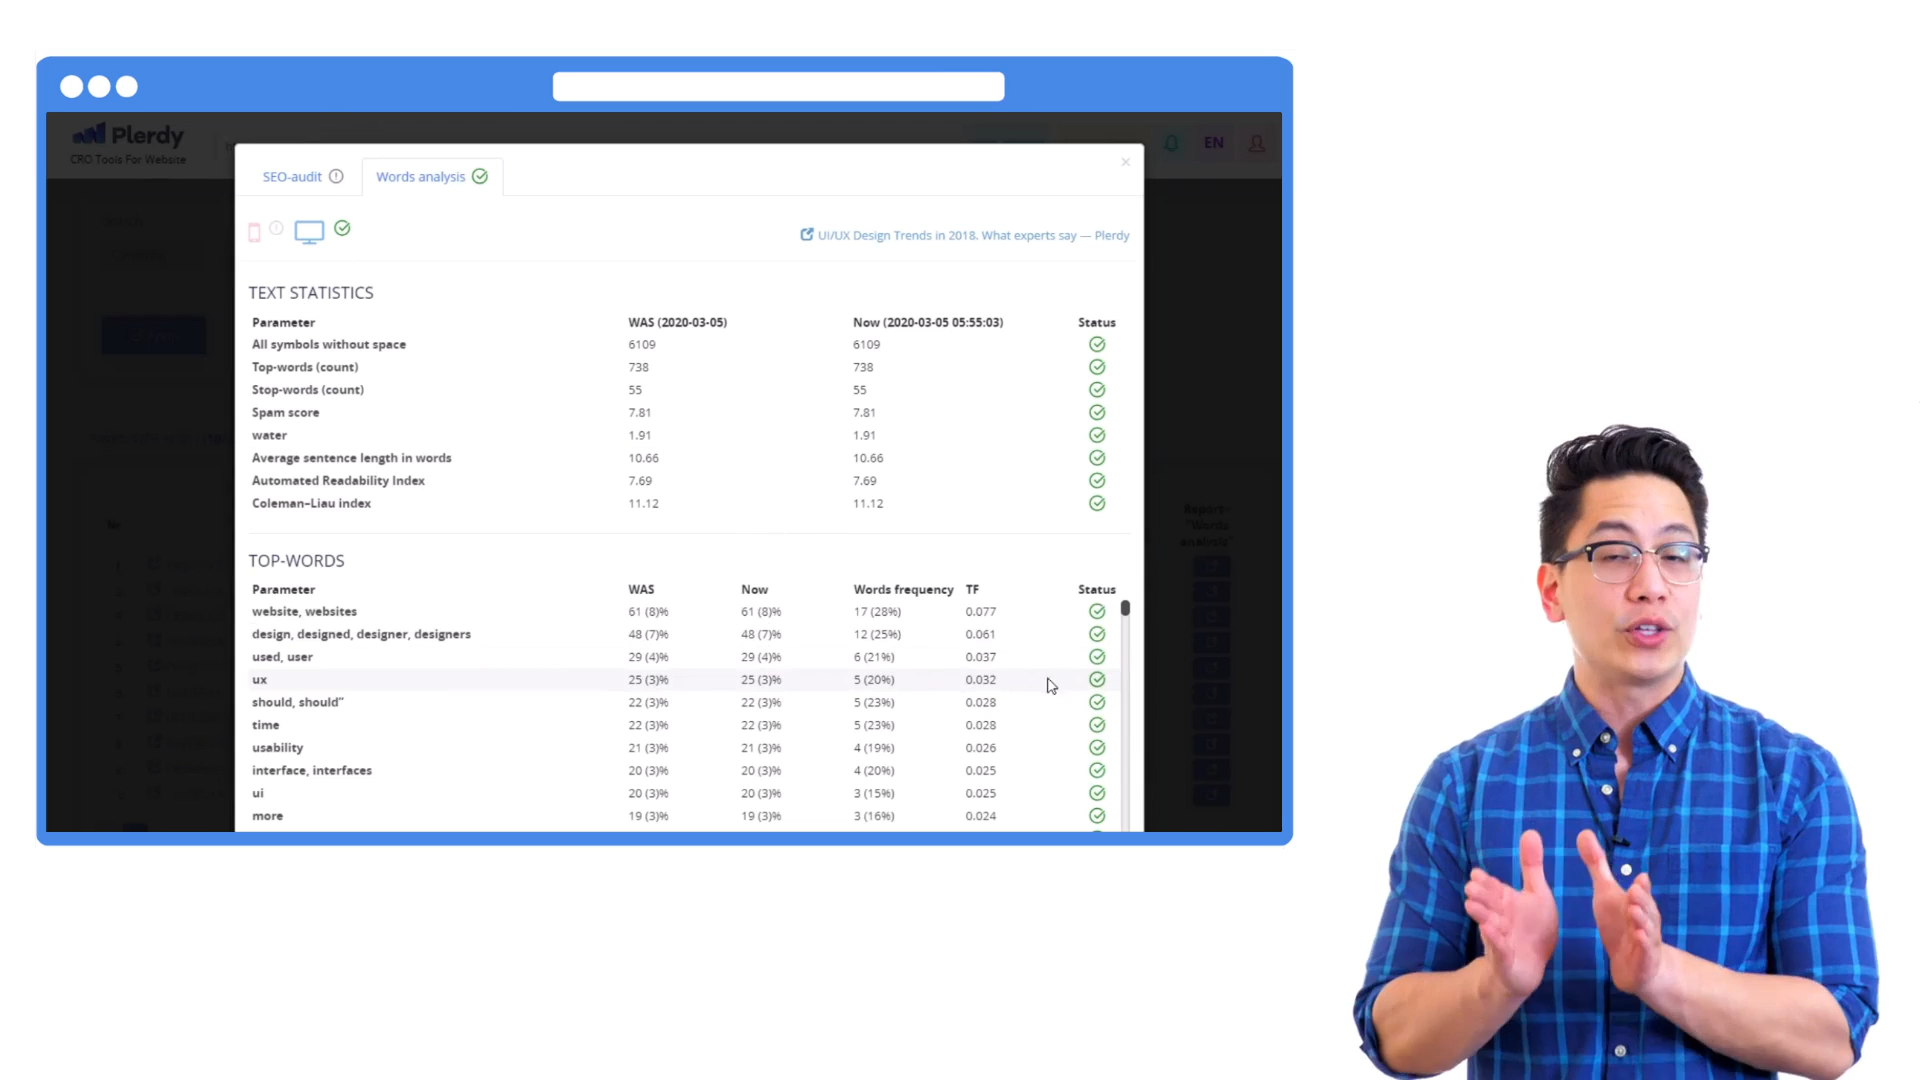 Plerdy
CRO Tools For Website
EN
SEO-audit
Words analysis
UI/UX Design Trends in 2018. What experts say — Plerdy
TEXT STATISTICS
Parameter WAS (2020-03-05) Now (2020-03-05 05:55:03) Status
All symbols without space 6109 6109
Top-words (count) 738 738
Stop-words (count) 55 55
Spam score 7.81 7.81
water 1.91 1.91
Average sentence length in words 10.66 10.66
Automated Readability Index 7.69 7.69
Coleman–Liau index 11.12 11.12
TOP-WORDS
Parameter WAS Now Words frequency TF Status
website, websites 61 (8)% 61 (8)% 17 (28%) 0.077
design, designed, designer, designers 48 (7)% 48 (7)% 12 (25%) 0.061
used, user 29 (4)% 29 (4)% 6 (21%) 0.037
ux 25 (3)% 25 (3)% 5 (20%) 0.032
should, should” 22 (3)% 22 (3)% 5 (23%) 0.028
time 22 (3)% 22 (3)% 5 (23%) 0.028
usability 21 (3)% 21 (3)% 4 (19%) 0.026
interface, interfaces 20 (3)% 20 (3)% 4 (20%) 0.025
ui 20 (3)% 20 (3)% 3 (15%) 0.025
more 19 (3)% 19 (3)% 3 (16%) 0.024
Report -
"Words
analysis"